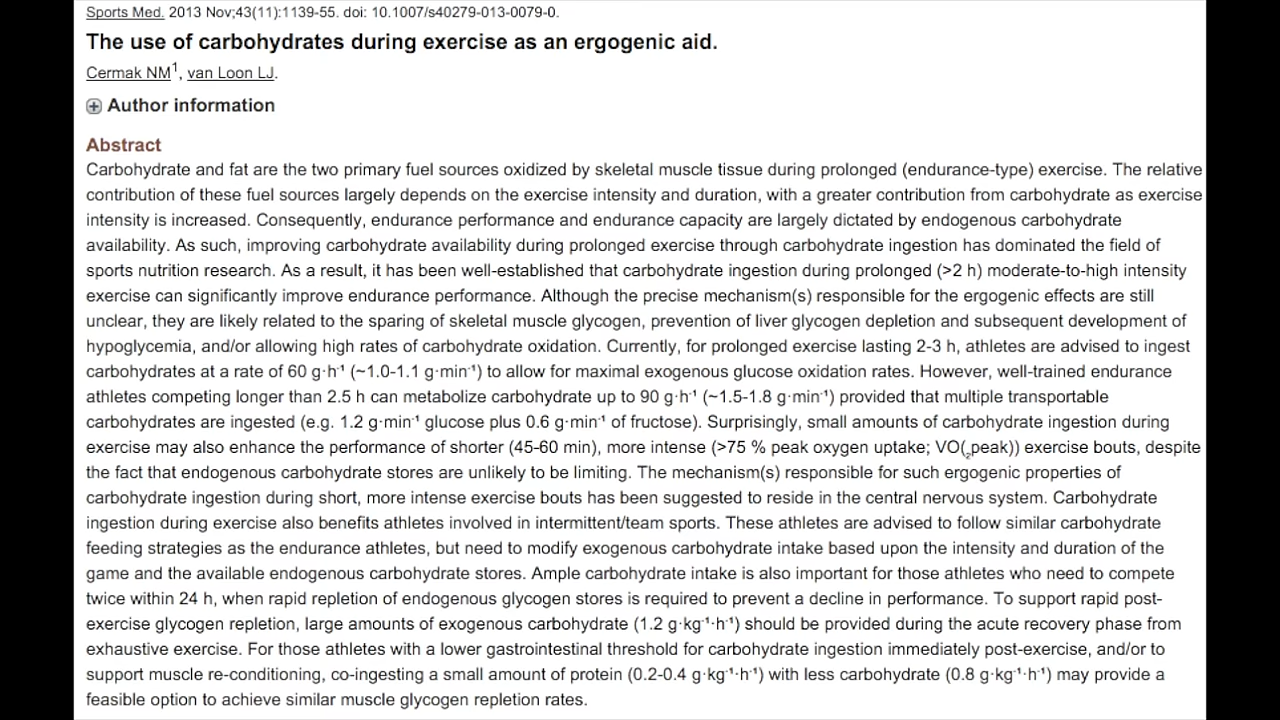 Sports Med. 2013 Nov;43(11):1139-55. doi: 10.1007/s40279-013-0079-0.
The use of carbohydrates during exercise as an ergogenic aid.
Cermak NM¹, van Loon LJ.
Author information
Abstract
Carbohydrate and fat are the two primary fuel sources oxidized by skeletal muscle tissue during prolonged (endurance-type) exercise. The relative
contribution of these fuel sources largely depends on the exercise intensity and duration, with a greater contribution from carbohydrate as exercise
intensity is increased. Consequently, endurance performance and endurance capacity are largely dictated by endogenous carbohydrate
availability. As such, improving carbohydrate availability during prolonged exercise through carbohydrate ingestion has dominated the field of
sports nutrition research. As a result, it has been well-established that carbohydrate ingestion during prolonged (>2 h) moderate-to-high intensity
exercise can significantly improve endurance performance. Although the precise mechanism(s) responsible for the ergogenic effects are still
unclear, they are likely related to the sparing of skeletal muscle glycogen, prevention of liver glycogen depletion and subsequent development of
hypoglycemia, and/or allowing high rates of carbohydrate oxidation. Currently, for prolonged exercise lasting 2-3 h, athletes are advised to ingest
carbohydrates at a rate of 60 g·h⁻¹ (~1.0-1.1 g·min⁻¹) to allow for maximal exogenous glucose oxidation rates. However, well-trained endurance
athletes competing longer than 2.5 h can metabolize carbohydrate up to 90 g·h⁻¹ (~1.5-1.8 g·min⁻¹) provided that multiple transportable
carbohydrates are ingested (e.g. 1.2 g·min⁻¹ glucose plus 0.6 g·min⁻¹ of fructose). Surprisingly, small amounts of carbohydrate ingestion during
exercise may also enhance the performance of shorter (45-60 min), more intense (>75 % peak oxygen uptake; VO(₂peak)) exercise bouts, despite
the fact that endogenous carbohydrate stores are unlikely to be limiting. The mechanism(s) responsible for such ergogenic properties of
carbohydrate ingestion during short, more intense exercise bouts has been suggested to reside in the central nervous system. Carbohydrate
ingestion during exercise also benefits athletes involved in intermittent/team sports. These athletes are advised to follow similar carbohydrate
feeding strategies as the endurance athletes, but need to modify exogenous carbohydrate intake based upon the intensity and duration of the
game and the available endogenous carbohydrate stores. Ample carbohydrate intake is also important for those athletes who need to compete
twice within 24 h, when rapid repletion of endogenous glycogen stores is required to prevent a decline in performance. To support rapid post-
exercise glycogen repletion, large amounts of exogenous carbohydrate (1.2 g·kg⁻¹·h⁻¹) should be provided during the acute recovery phase from
exhaustive exercise. For those athletes with a lower gastrointestinal threshold for carbohydrate ingestion immediately post-exercise, and/or to
support muscle re-conditioning, co-ingesting a small amount of protein (0.2-0.4 g·kg⁻¹·h⁻¹) with less carbohydrate (0.8 g·kg⁻¹·h⁻¹) may provide a
feasible option to achieve similar muscle glycogen repletion rates.